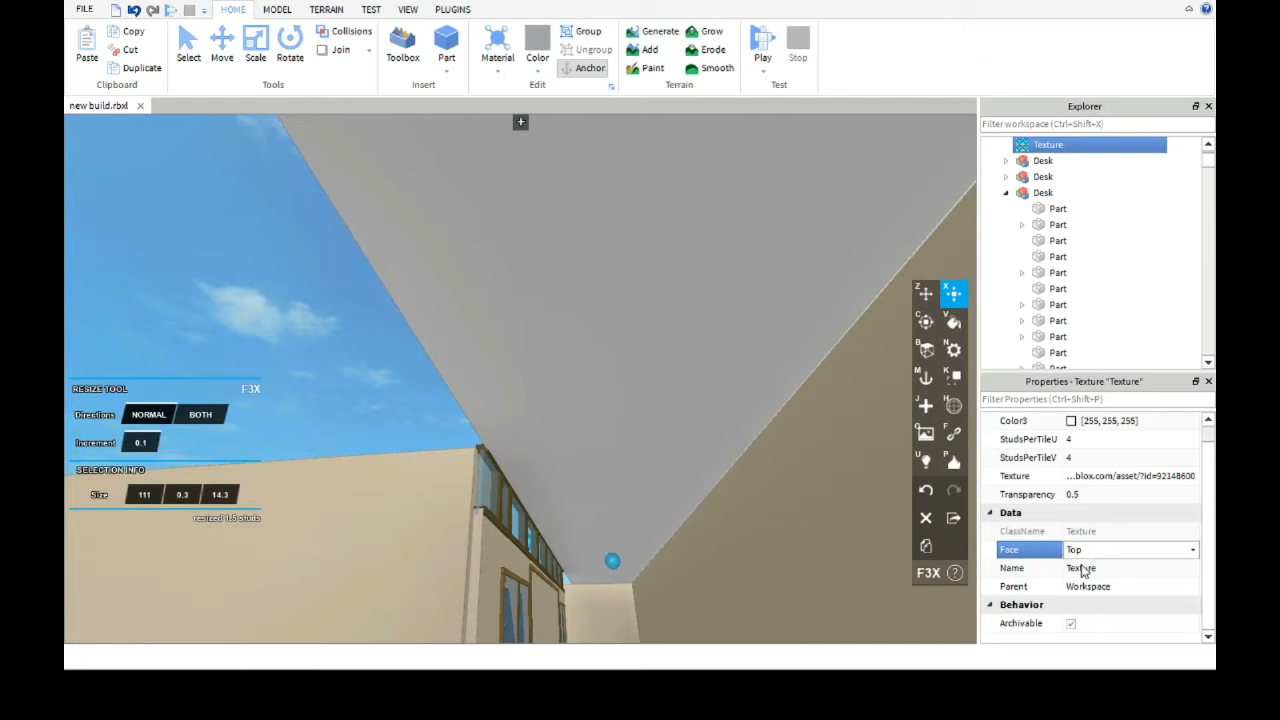 FILE HOME MODEL TERRAIN TEST VIEW PLUGINS
Paste Copy Cut Duplicate Clipboard
Select Move Scale Rotate Collisions Join Tools
Toolbox Part Insert
Material Color Group Ungroup Anchor Edit
Generate Grow
Add Erode
Paint Smooth
Terrain
Play Stop Test
new build.rbxl
+
RESIZE TOOL F3X
Directions NORMAL BOTH
Increment 0.1
SELECTION INFO
Size 111 0.3 14.3
resized 1.5 studs
Z X
C V
B N
M K
J H
G F
U P
F3X ?
Explorer
Filter workspace (Ctrl+Shift+X)
Texture
Desk
Desk
Desk
Part
Part
Part
Part
Part
Part
Part
Part
Part
Part
Properties - Texture "Texture"
Filter Properties (Ctrl+Shift+P)
Color3 [255, 255, 255]
StudsPerTileU 4
StudsPerTileV 4
Texture ...blox.com/asset/?id=92148600
Transparency 0.5
Data
ClassName Texture
Face Top
Name Texture
Parent Workspace
Behavior
Archivable